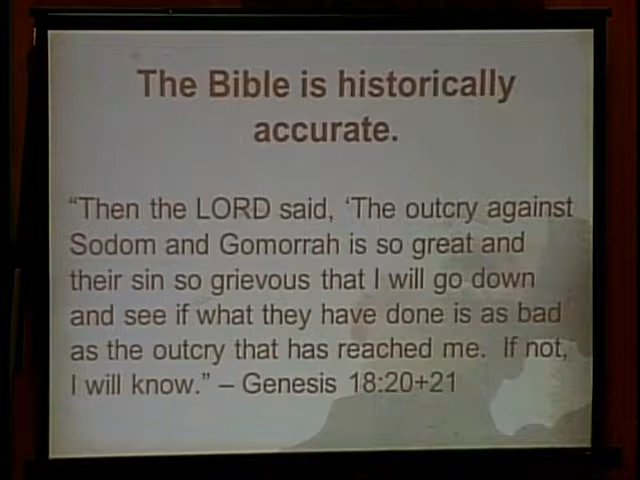 The Bible is historically
accurate.
“Then the LORD said, ‘The outcry against
Sodom and Gomorrah is so great and
their sin so grievous that I will go down
and see if what they have done is as bad
as the outcry that has reached me.  If not,
I will know.” – Genesis 18:20+21